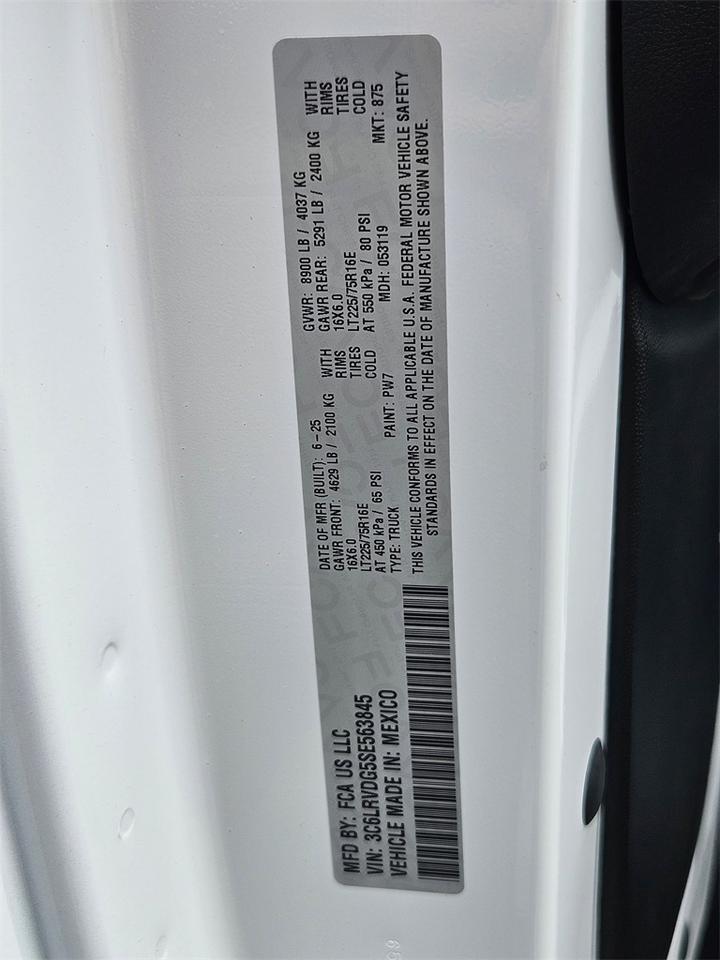 MFD BY: FCA US LLC
VIN: 3C6LRVDG5SE563845
VEHICLE MADE IN: MEXICO
DATE OF MFR (BUILT): 6-25
GVWR: 8900 LB / 4037 KG
GAWR FRONT: 4629 LB / 2100 KG WITH
GAWR REAR: 5291 LB / 2400 KG WITH
16X6.0 RIMS
16X6.0 RIMS
LT225/75R16E TIRES
LT225/75R16E TIRES
AT 450 kPa / 65 PSI COLD
AT 550 kPa / 80 PSI COLD
TYPE: TRUCK PAINT: PW7 MDH: 053119 MKT: 875
THIS VEHICLE CONFORMS TO ALL APPLICABLE U.S.A. FEDERAL MOTOR VEHICLE SAFETY
STANDARDS IN EFFECT ON THE DATE OF MANUFACTURE SHOWN ABOVE.